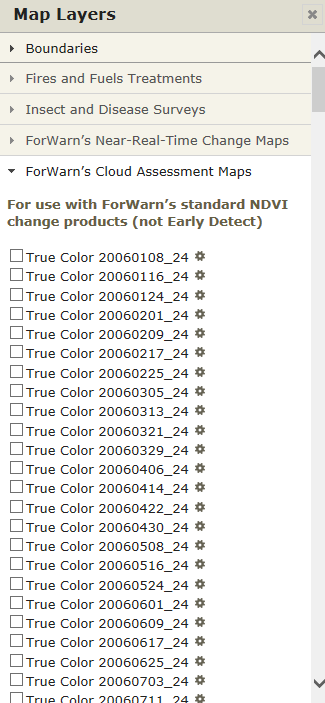 Map Layers
Boundaries
Fires and Fuels Treatments
Insect and Disease Surveys
ForWarn's Near-Real-Time Change Maps
ForWarn's Cloud Assessment Maps
For use with ForWarn's standard NDVI
change products (not Early Detect)
True Color 20060108_24
True Color 20060116_24
True Color 20060124_24
True Color 20060201_24
True Color 20060209_24
True Color 20060217_24
True Color 20060225_24
True Color 20060305_24
True Color 20060313_24
True Color 20060321_24
True Color 20060329_24
True Color 20060406_24
True Color 20060414_24
True Color 20060422_24
True Color 20060430_24
True Color 20060508_24
True Color 20060516_24
True Color 20060524_24
True Color 20060601_24
True Color 20060609_24
True Color 20060617_24
True Color 20060625_24
True Color 20060703_24
True Color 20060711_24